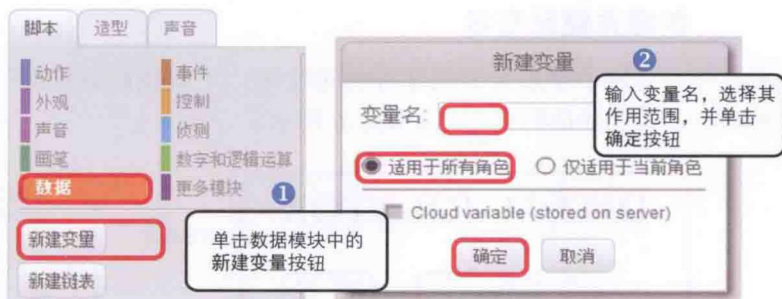 脚本 造型 声音
动作 事件
外观 控制
声音 侦测
画笔 数字和逻辑运算
数据 更多模块
❶
新建变量
新建链表
单击数据模块中的
新建变量按钮
新建变量 ❷
变量名:
输入变量名，选择其
作用范围，并单击
确定按钮
适用于所有角色 仅适用于当前角色
Cloud variable (stored on server)
确定 取消